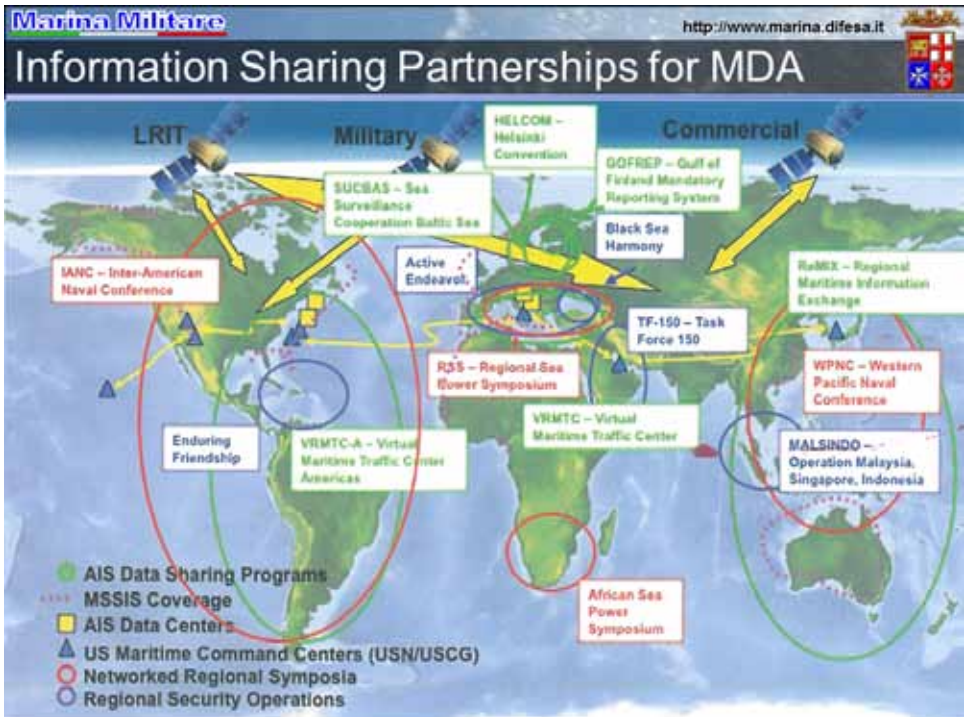 Marina Militare
http://www.marina.difesa.it
Information Sharing Partnerships for MDA
LRIT
Military
Commercial
HELCOM –
Helsinki
Convention
GOFREP – Gulf of
Finland Mandatory
Reporting System
SUCBAS – Sea
Surveillance
Cooperation Baltic Sea
Black Sea
Harmony
Active
Endeavor
IANC – Inter-American
Naval Conference
ReMIX – Regional
Maritime Information
Exchange
TF-150 – Task
Force 150
RSS – Regional Sea
Power Symposium
WPNC – Western
Pacific Naval
Conference
VRMTC – Virtual
Maritime Traffic Center
Enduring
Friendship
VRMTC-A – Virtual
Maritime Traffic Center
Americas
MALSINDO –
Operation Malaysia,
Singapore, Indonesia
African Sea
Power
Symposium
AIS Data Sharing Programs
MSSIS Coverage
AIS Data Centers
US Maritime Command Centers (USN/USCG)
Networked Regional Symposia
Regional Security Operations